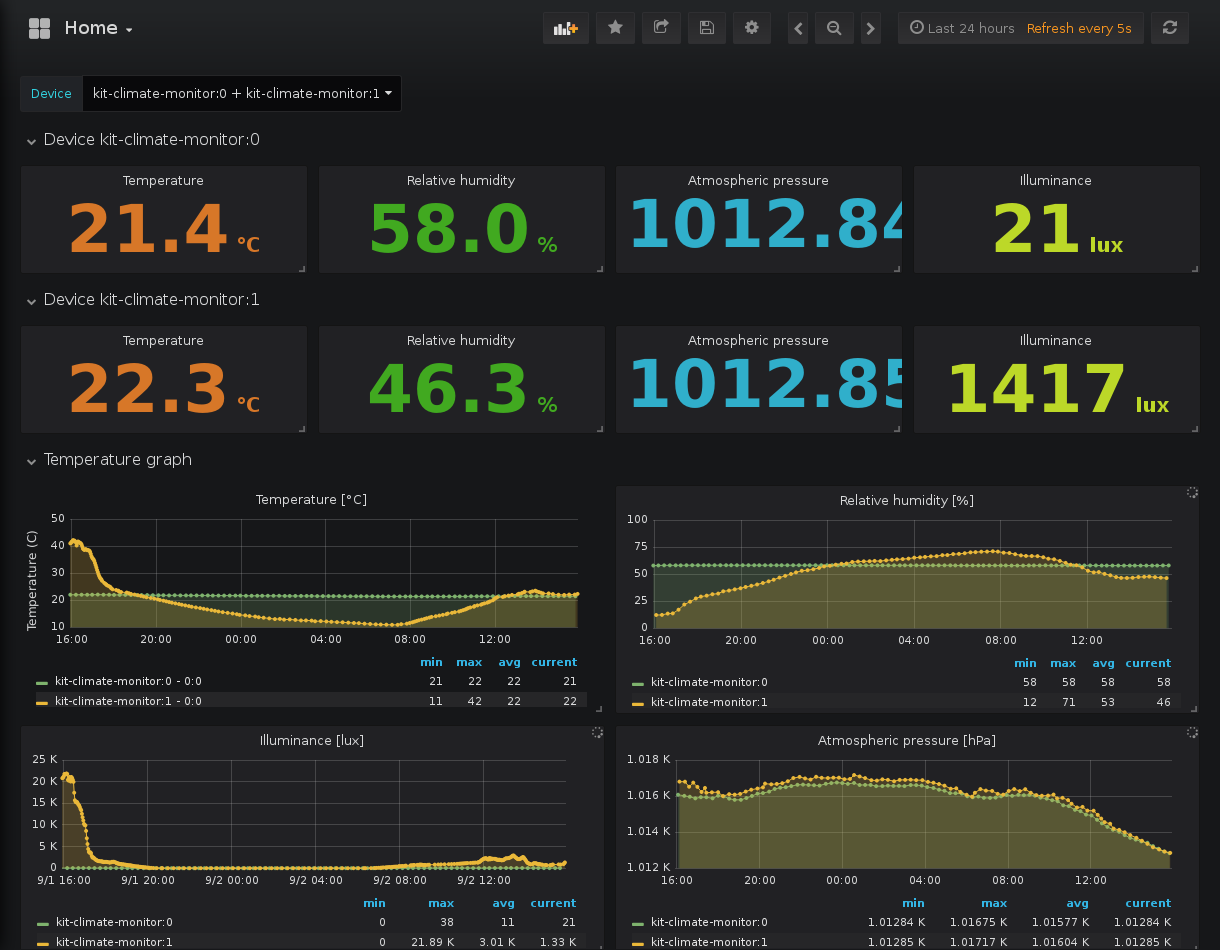 Home
Last 24 hours Refresh every 5s
Device kit-climate-monitor:0 + kit-climate-monitor:1
Device kit-climate-monitor:0
Temperature Relative humidity Atmospheric pressure Illuminance
21.4 °C 58.0 % 1012.84 21 lux
Device kit-climate-monitor:1
Temperature Relative humidity Atmospheric pressure Illuminance
22.3 °C 46.3 % 1012.85 1417 lux
Temperature graph
Temperature [°C]
Temperature (C)
50
40
30
20
10
16:00 20:00 00:00 04:00 08:00 12:00
min max avg current
kit-climate-monitor:0 - 0:0 21 22 22 21
kit-climate-monitor:1 - 0:0 11 42 22 22
Relative humidity [%]
100
75
50
25
0
16:00 20:00 00:00 04:00 08:00 12:00
min max avg current
kit-climate-monitor:0 58 58 58 58
kit-climate-monitor:1 12 71 53 46
Illuminance [lux]
25 K
20 K
15 K
10 K
5 K
0
9/1 16:00 9/1 20:00 9/2 00:00 9/2 04:00 9/2 08:00 9/2 12:00
min max avg current
kit-climate-monitor:0 0 38 11 21
kit-climate-monitor:1 0 21.89 K 3.01 K 1.33 K
Atmospheric pressure [hPa]
1.018 K
1.016 K
1.014 K
1.012 K
16:00 20:00 00:00 04:00 08:00 12:00
min max avg current
kit-climate-monitor:0 1.01284 K 1.01675 K 1.01577 K 1.01284 K
kit-climate-monitor:1 1.01285 K 1.01717 K 1.01604 K 1.01285 K